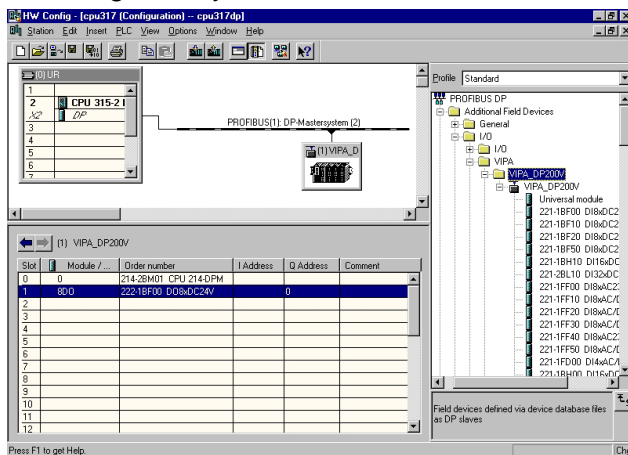 HW Config - [cpu317 (Configuration) -- cpu317dp]
Station Edit Insert PLC View Options Window Help
(0) UR
1
2 CPU 315-2
X2 DP
3
4
5
6
7
PROFIBUS(1): DP-Mastersystem (2)
(1) VIPA_D
Profile Standard
PROFIBUS DP
Additional Field Devices
General
I/O
I/O
VIPA
VIPA_DP200V
VIPA_DP200V
Universal module
221-1BF00 DI8xDC2
221-1BF10 DI8xDC2
221-1BF20 DI8xDC2
221-1BF50 DI8xDC2
221-1BH10 DI16xDC
221-2BL10 DI32xDC
221-1FF00 DI8xAC23
221-1FF10 DI8xAC/D
221-1FF20 DI8xAC/D
221-1FF30 DI8xAC/D
221-1FF40 DI8xAC23
221-1FF50 DI8xAC/D
221-1FD00 DI4xAC/
221-1BH00 DI16xDC
(1) VIPA_DP200V
Slot Module / ... Order number I Address Q Address Comment
0 0 214-2BM01 CPU 214-DPM
1 8DO 222-1BF00 DO8xDC24V 0
2
3
4
5
6
7
8
9
10
11
12
Field devices defined via device database files
as DP slaves
Press F1 to get Help.